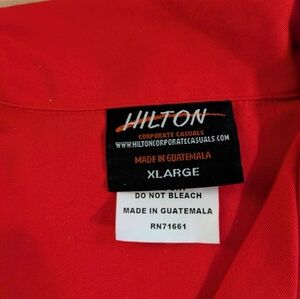 HILTON
CORPORATE CASUALS
WWW.HILTONCORPORATECASUALS.COM
MADE IN GUATEMALA
XLARGE
DO NOT BLEACH
MADE IN GUATEMALA
RN71661